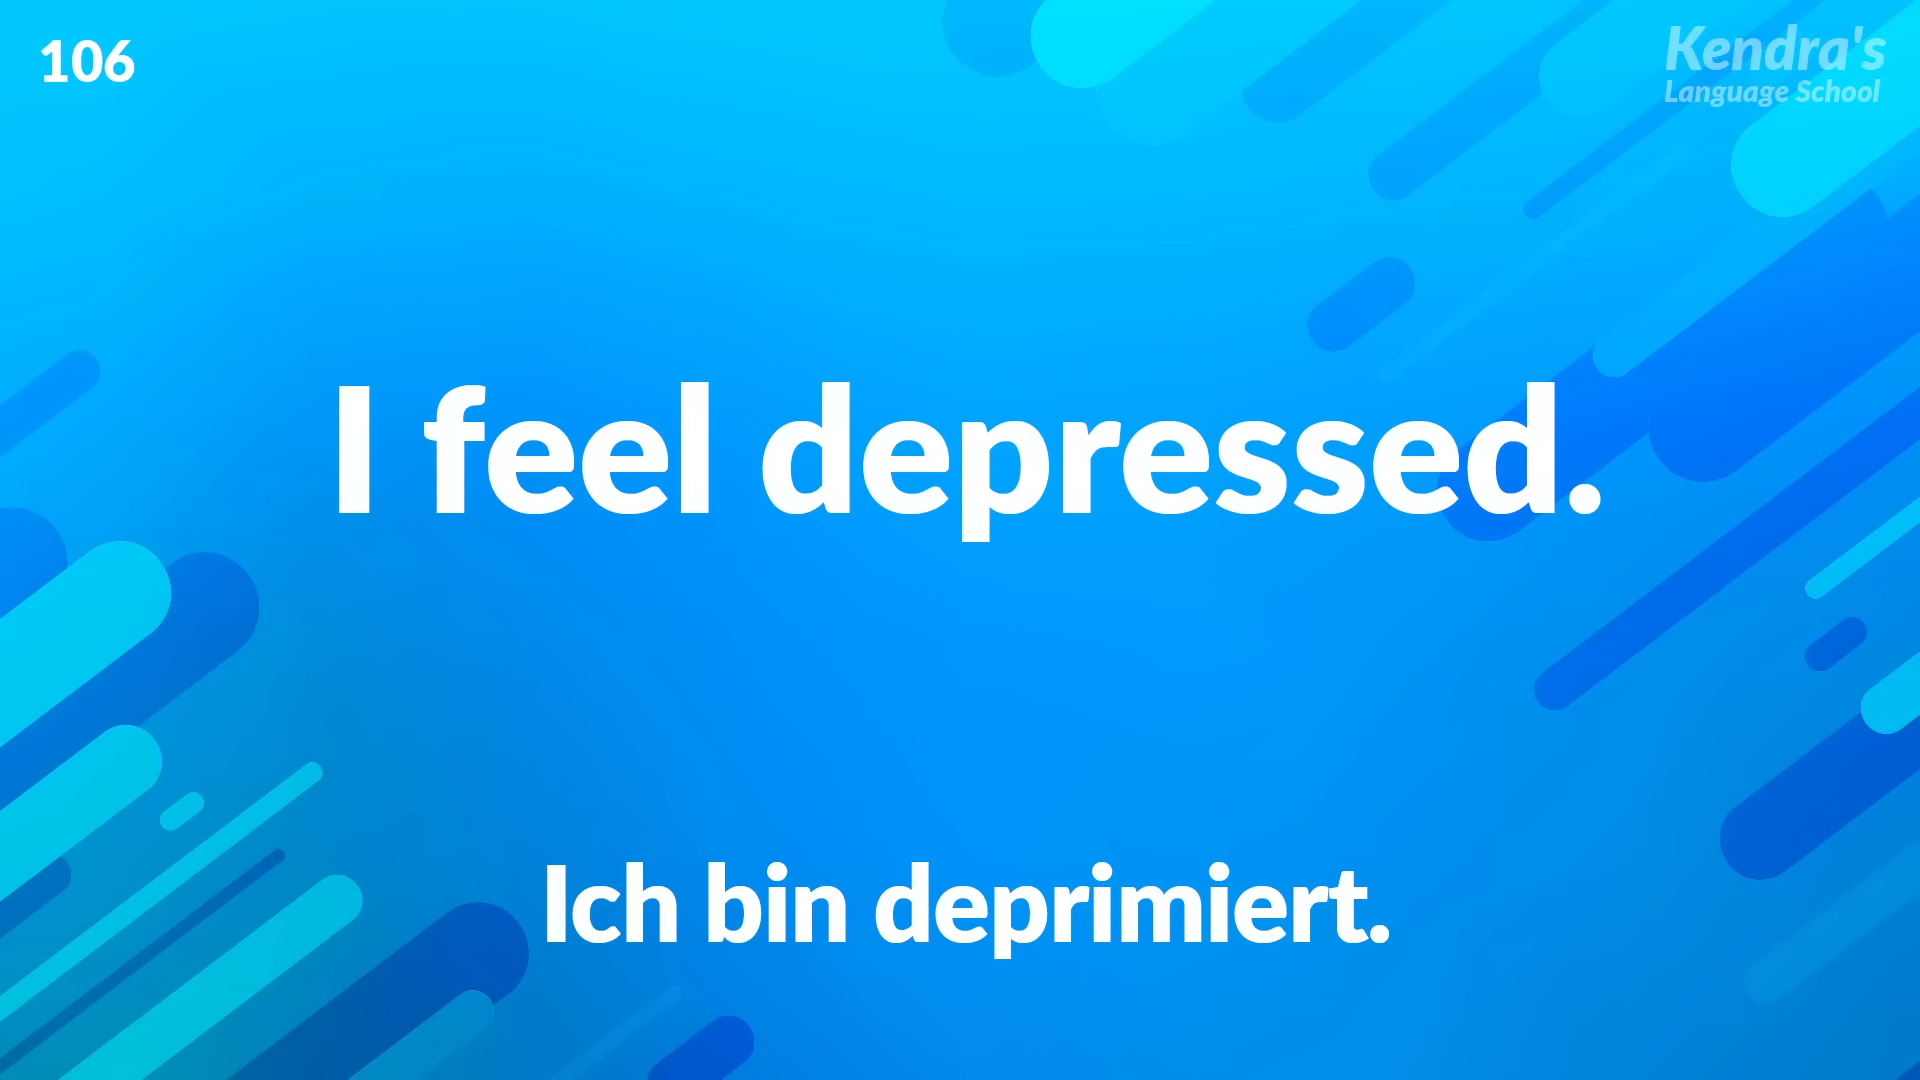 106
Kendra's
Language School
I feel depressed.
Ich bin deprimiert.